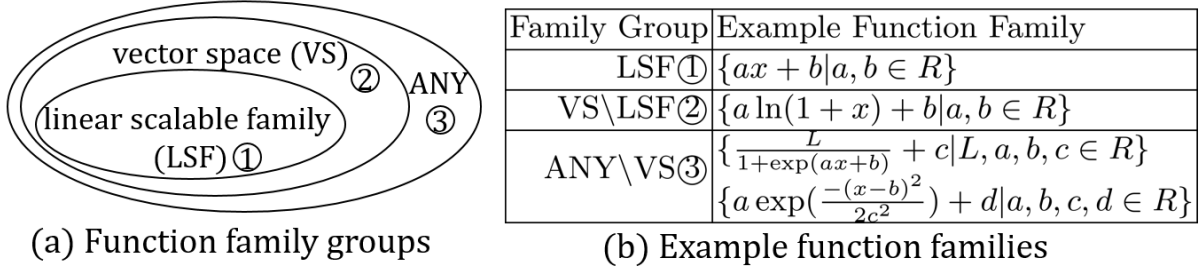 vector space (VS)
②
ANY
③
linear scalable family
(LSF) ①
(a) Function family groups
Family Group Example Function Family
LSF① {ax + b|a, b ∈ R}
VS\LSF② {a ln(1 + x) + b|a, b ∈ R}
ANY\VS③ {L/(1+exp(ax+b)) + c|L, a, b, c ∈ R}
{a exp(−(x−b)²/2c²) + d|a, b, c, d ∈ R}
(b) Example function families